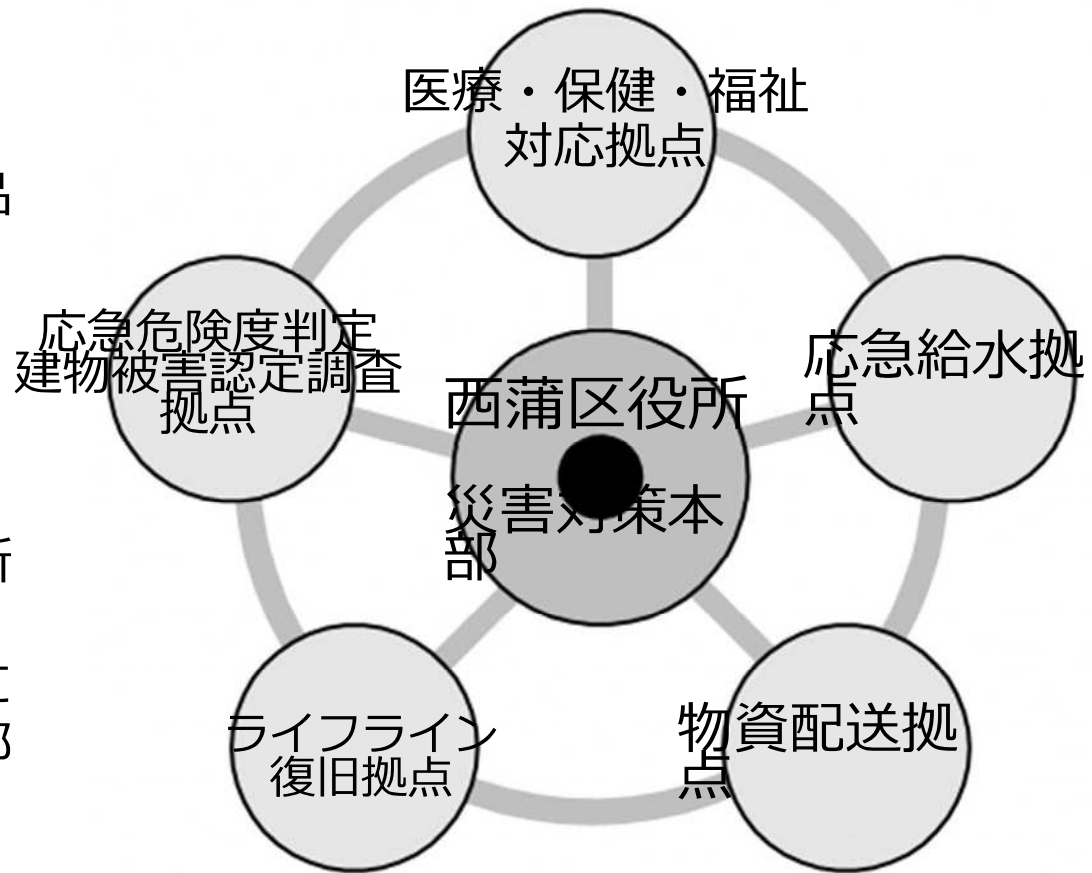 医療・保健・福祉
対応拠点
応急危険度判定
建物被害認定調査
拠点
応急給水拠
点
西蒲区役所
災害対策本
部
ライフライン
復旧拠点
物資配送拠
点